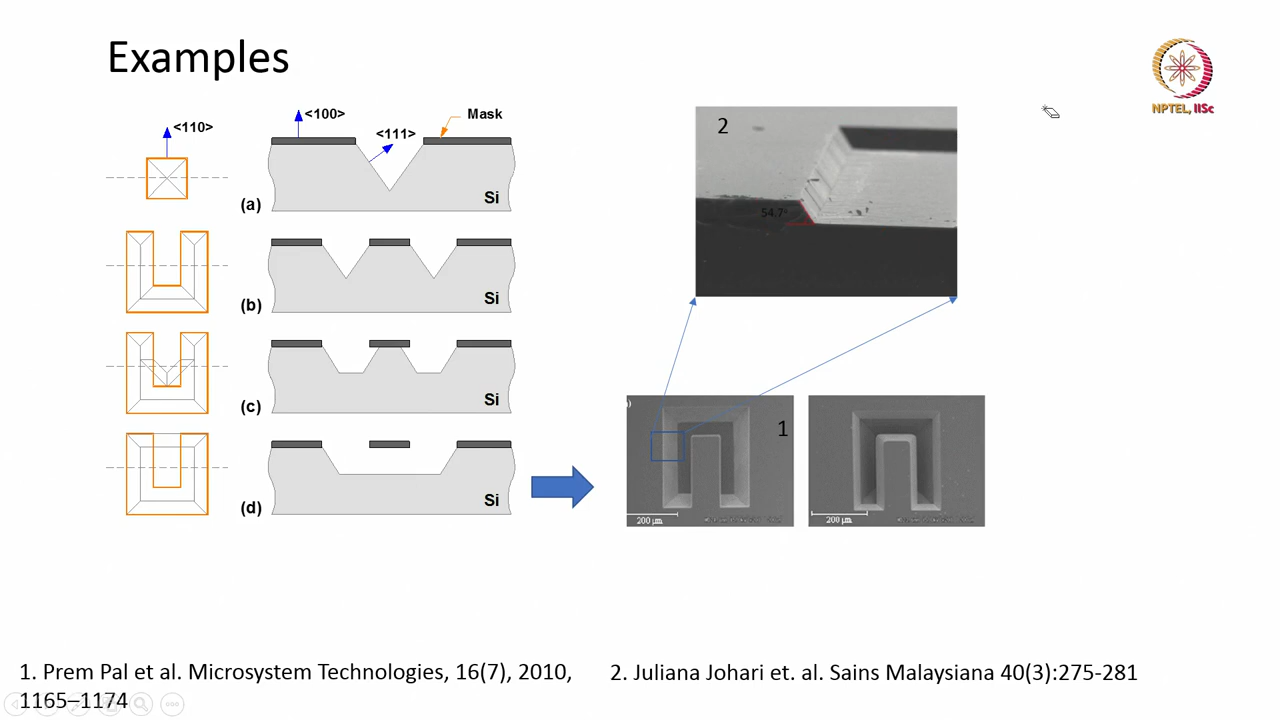 Examples
NPTEL, IISc
<110>
<100>
<111>
Mask
Si
(a)
Si
(b)
Si
(c)
Si
(d)
2
54.7°
1
200 µm
200 µm
1. Prem Pal et al. Microsystem Technologies, 16(7), 2010,
1165–1174
2. Juliana Johari et. al. Sains Malaysiana 40(3):275-281